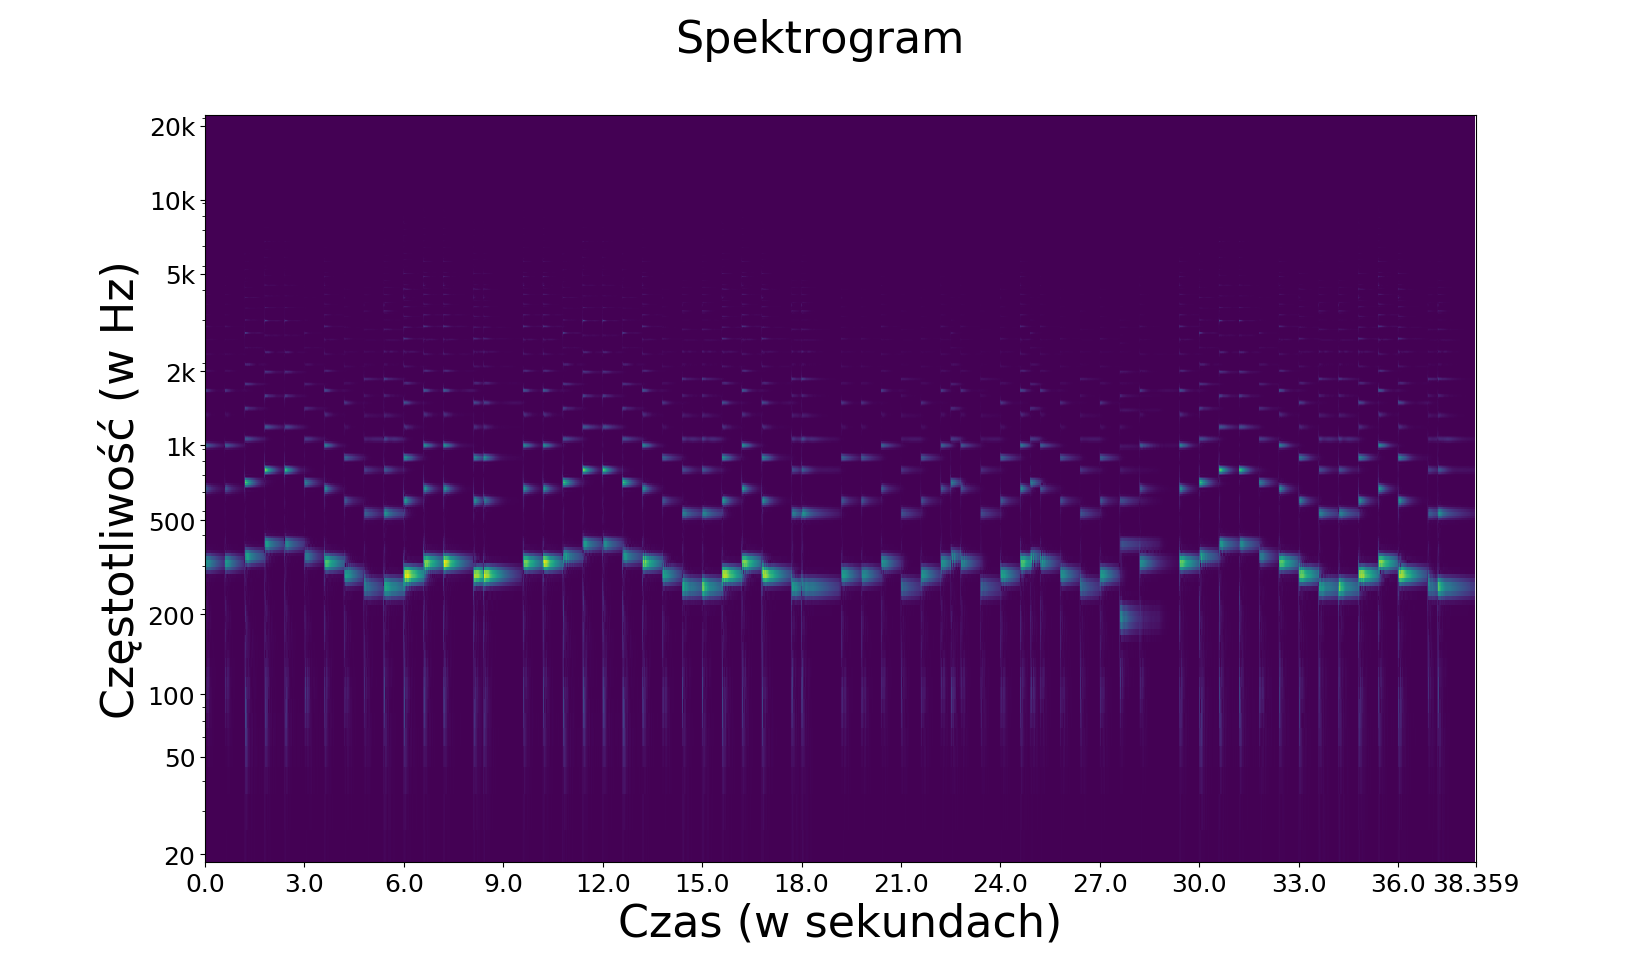 Spektrogram
Częstotliwość (w Hz)
20k
10k
5k
2k
1k
500
200
100
50
20
0.0 3.0 6.0 9.0 12.0 15.0 18.0 21.0 24.0 27.0 30.0 33.0 36.0 38.359
Czas (w sekundach)